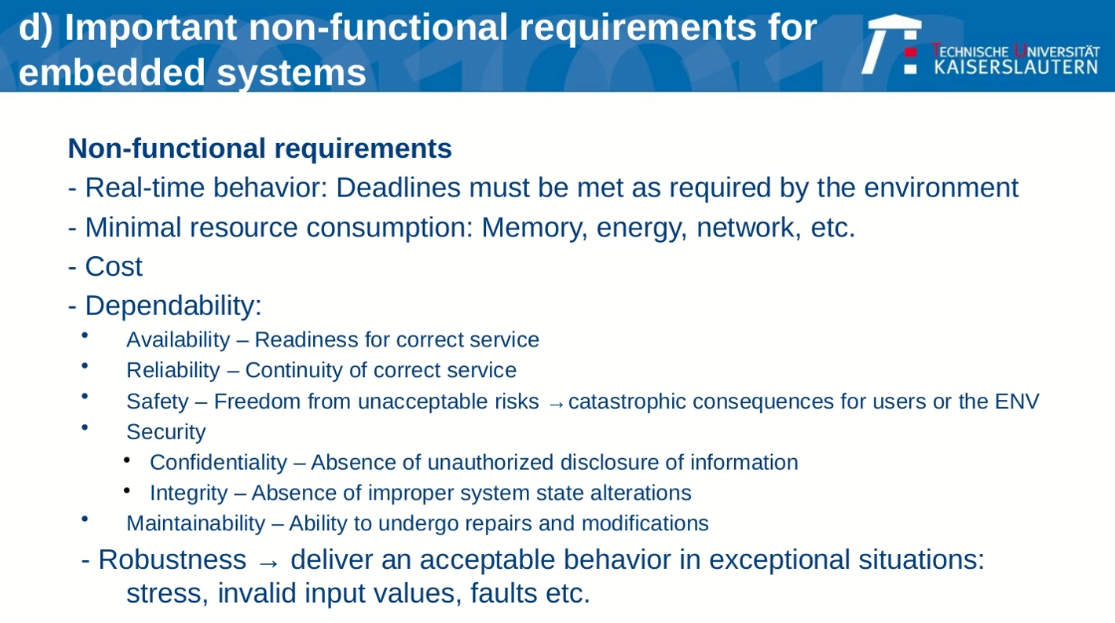 d) Important non-functional requirements for
embedded systems
TECHNISCHE UNIVERSITÄT
KAISERSLAUTERN
Non-functional requirements
- Real-time behavior: Deadlines must be met as required by the environment
- Minimal resource consumption: Memory, energy, network, etc.
- Cost
- Dependability:
• Availability – Readiness for correct service
• Reliability – Continuity of correct service
• Safety – Freedom from unacceptable risks →catastrophic consequences for users or the ENV
• Security
• Confidentiality – Absence of unauthorized disclosure of information
• Integrity – Absence of improper system state alterations
• Maintainability – Ability to undergo repairs and modifications
- Robustness → deliver an acceptable behavior in exceptional situations:
stress, invalid input values, faults etc.